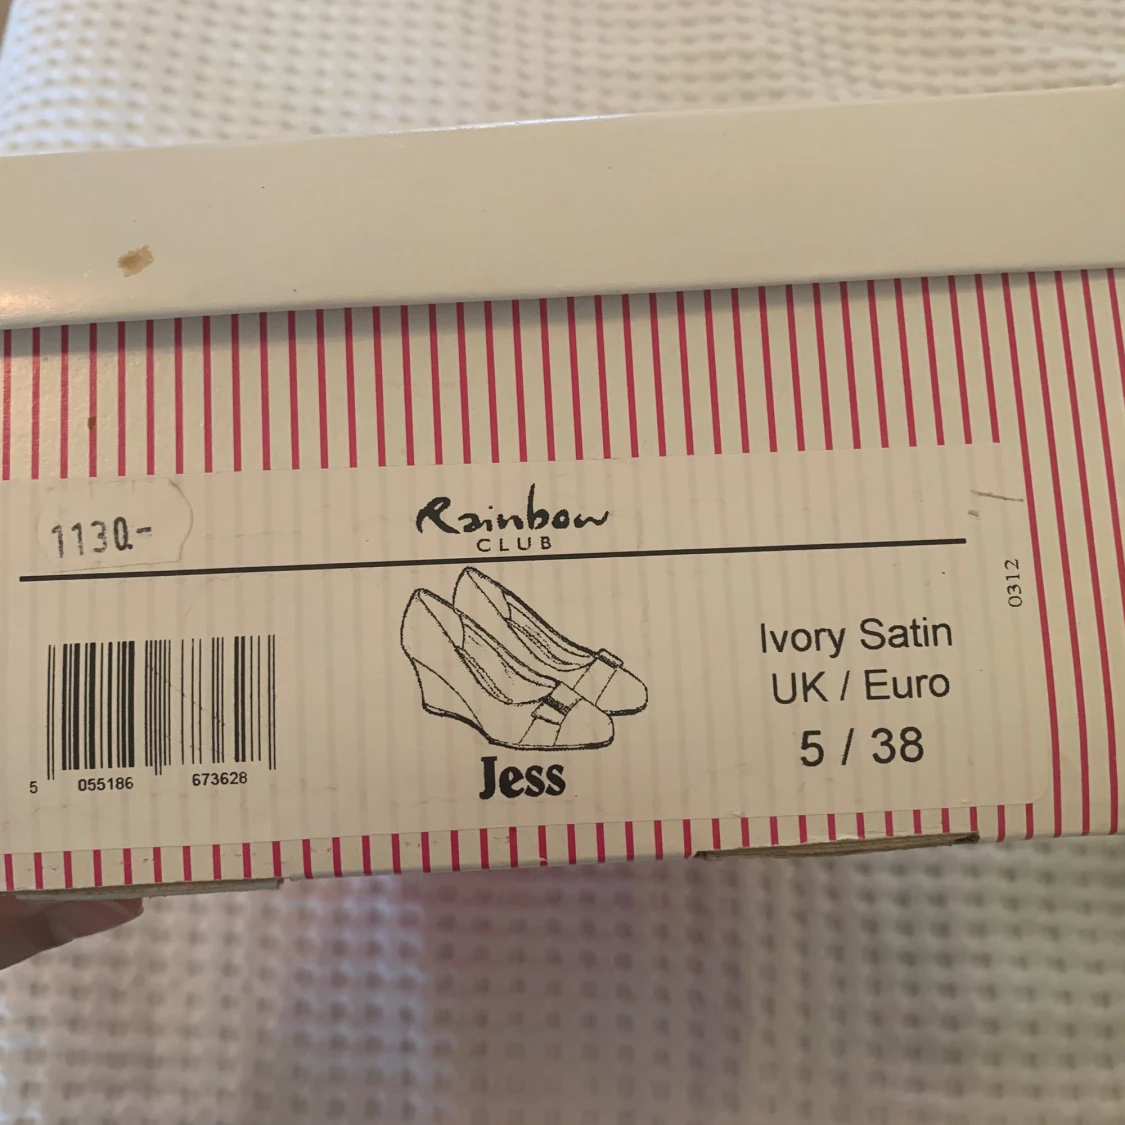 1130.-
Rainbow
CLUB
0312
Ivory Satin
UK / Euro
5 / 38
Jess
5 055186 673628